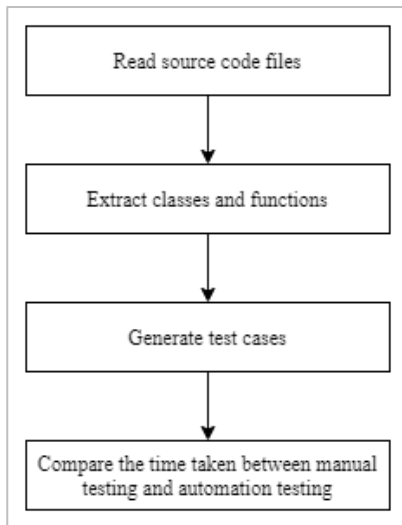 Read source code files
Extract classes and functions
Generate test cases
Compare the time taken between manual
testing and automation testing